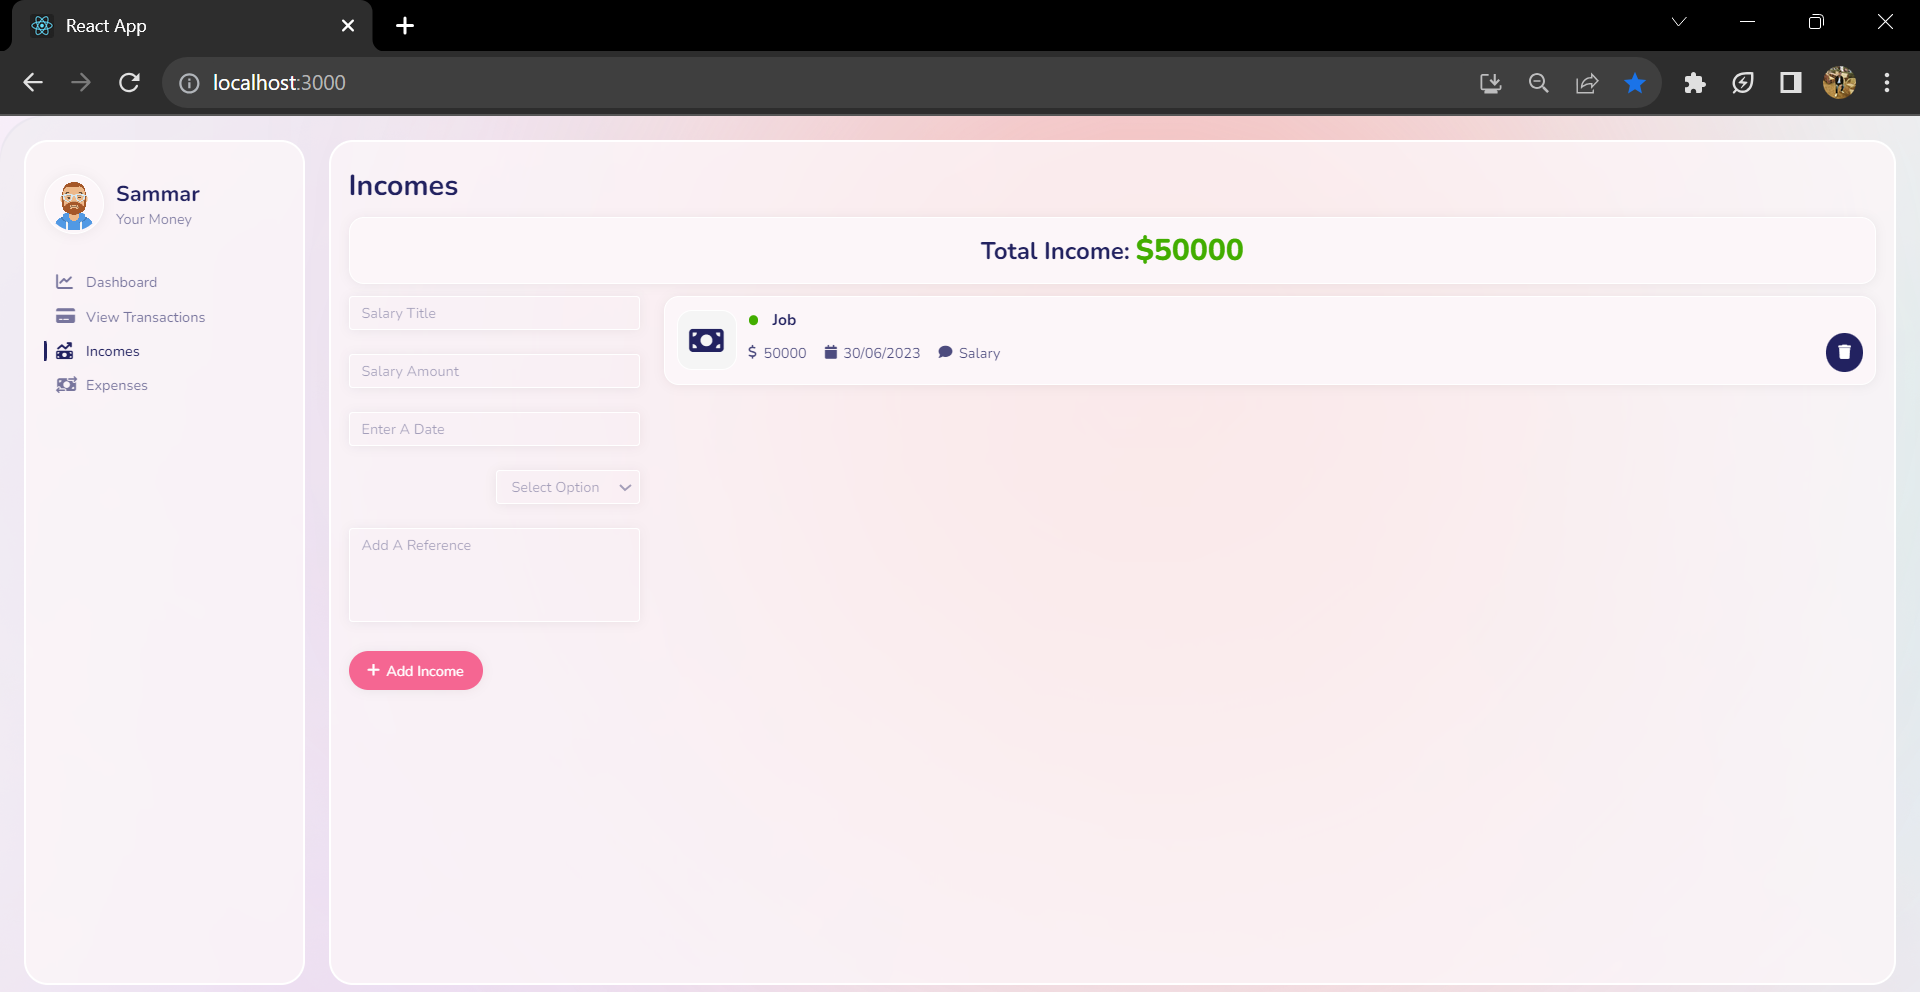 React App
localhost:3000
Sammar
Your Money
Dashboard
View Transactions
Incomes
Expenses
Incomes
Total Income: $50000
Salary Title
Salary Amount
Enter A Date
Select Option
Add A Reference
+ Add Income
Job
$ 50000 30/06/2023 Salary